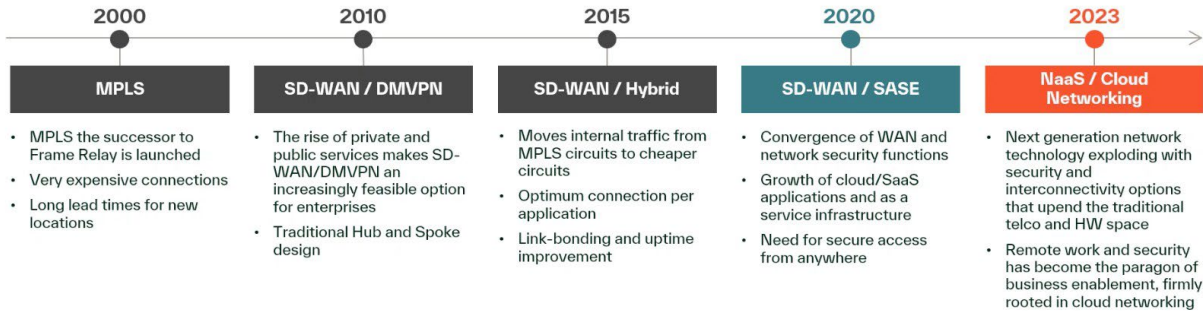 2000
2010
2015
2020
2023
MPLS
• MPLS the successor to
Frame Relay is launched
• Very expensive connections
• Long lead times for new
locations
SD-WAN / DMVPN
• The rise of private and
public services makes SD-
WAN/DMVPN an
increasingly feasible option
for enterprises
• Traditional Hub and Spoke
design
SD-WAN / Hybrid
• Moves internal traffic from
MPLS circuits to cheaper
circuits
• Optimum connection per
application
• Link-bonding and uptime
improvement
SD-WAN / SASE
• Convergence of WAN and
network security functions
• Growth of cloud/SaaS
applications and as a
service infrastructure
• Need for secure access
from anywhere
NaaS / Cloud
Networking
• Next generation network
technology exploding with
security and
interconnectivity options
that upend the traditional
telco and HW space
• Remote work and security
has become the paragon of
business enablement, firmly
rooted in cloud networking